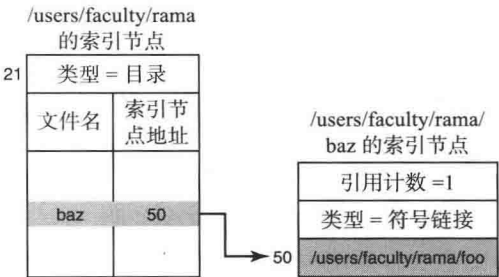 /users/faculty/rama
的索引节点
21
类型 = 目录
文件名
索引节
点地址
baz
50
/users/faculty/rama/
baz 的索引节点
引用计数 =1
类型 = 符号链接
50
/users/faculty/rama/foo